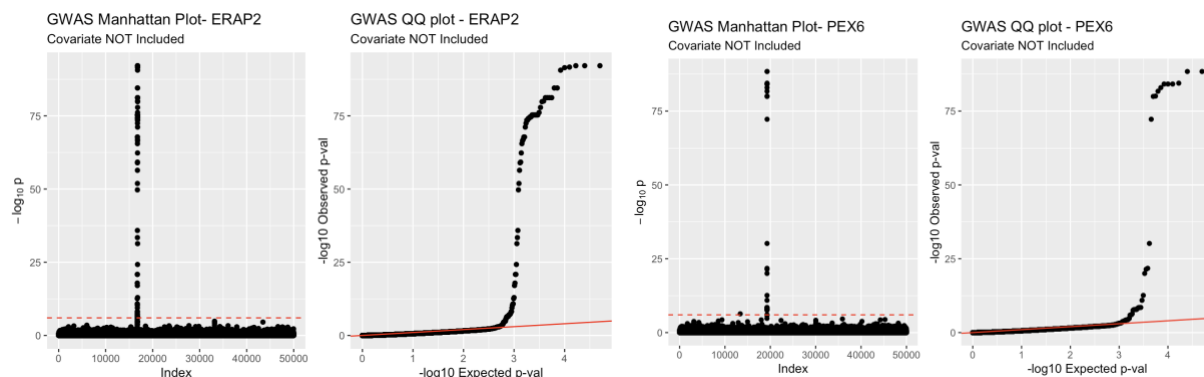 GWAS Manhattan Plot- ERAP2
Covariate NOT Included
75
50
25
0
− log10 p
0
10000
20000
30000
40000
50000
Index
GWAS QQ plot - ERAP2
Covariate NOT Included
75
50
25
0
-log10 Observed p-val
0
1
2
3
4
-log10 Expected p-val
GWAS Manhattan Plot- PEX6
Covariate NOT Included
75
50
25
0
− log10 p
0
10000
20000
30000
40000
50000
Index
GWAS QQ plot - PEX6
Covariate NOT Included
75
50
25
0
-log10 Observed p-val
0
1
2
3
4
-log10 Expected p-val